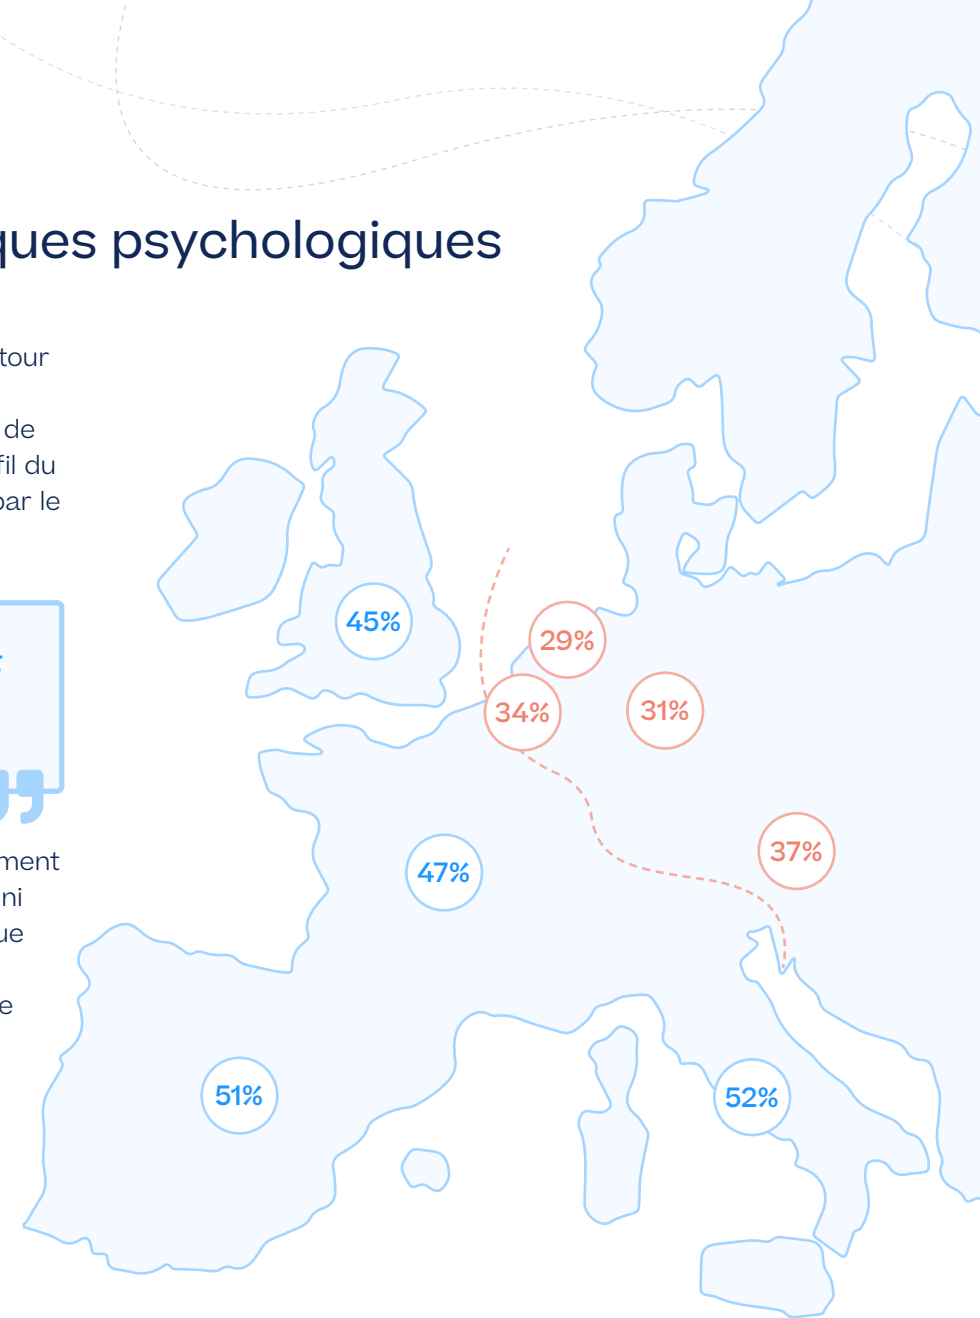 ques psychologiques
tour
de
fil du
par le
45%
29%
34%
31%
47%
37%
ment
ni
ue
e
51%
52%